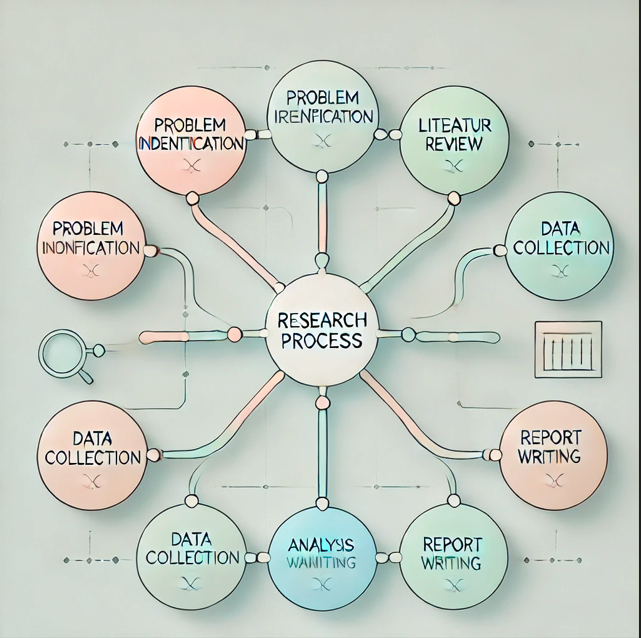 PROBLEM
IRENFICATION
PROBLEM
INDENTICATION
LITEATUR
REVIEW
PROBLEM
INONFICATION
DATA
COLLECTION
RESEARCH
PROCESS
DATA
COLLECTION
REPORT
WRITING
DATA
COLLECTION
ANALYSIS
WANITING
REPORT
WRITING